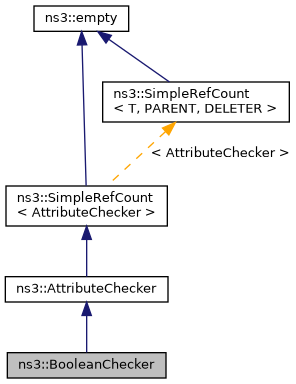 ns3::empty
ns3::SimpleRefCount
< T, PARENT, DELETER >
< AttributeChecker >
ns3::SimpleRefCount
< AttributeChecker >
ns3::AttributeChecker
ns3::BooleanChecker